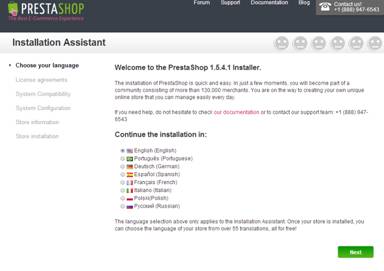 PRESTASHOP
The Best E-Commerce Experience
Forum Support Documentation Blog
Contact us!
+1 (888) 947-6543
Installation Assistant
Choose your language
License agreements
System Compatibility
System Configuration
Store information
Store installation
Welcome to the PrestaShop 1.5.4.1 Installer.
The installation of PrestaShop is quick and easy. In just a few moments, you will become part of a
community consisting of more than 130,000 merchants. You are on the way to creating your own unique
online store that you can manage easily every day.
If you need help, do not hesitate to check our documentation or to contact our support team: +1 (888) 947-
6543
Continue the installation in:
English (English)
Português (Portuguese)
Deutsch (German)
Español (Spanish)
Français (French)
Italiano (Italian)
Polski(Polish)
Русский (Russian)
The language selection above only applies to the Installation Assistant. Once your store is installed, you
can choose the language of your store from over 55 translations, all for free!
Next